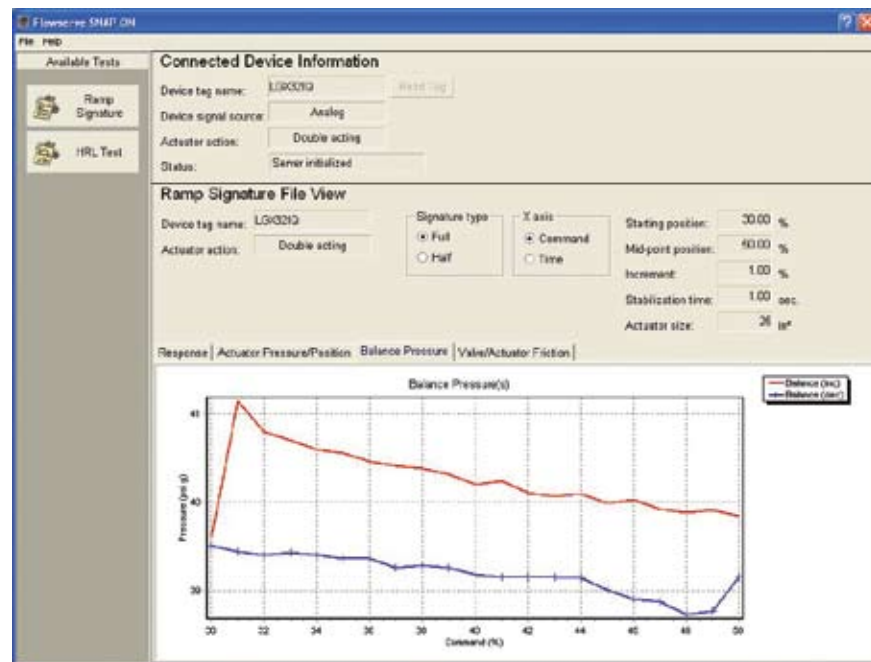 Flowserve SNAP-ON
File Help
Available Tests
Ramp Signature
HRL Test
Connected Device Information
Device tag name:
Read Tag
Device signal source: Analog
Actuator action: Double acting
Status: Server initialized
Ramp Signature File View
Device tag name:
Actuator action: Double acting
Signature type
Full
Half
X axis
Command
Time
Starting position: 30.00 %
Mid-point position: %
Increment: 1.00 %
Stabilization time: 1.00 sec.
Actuator size: 26 in²
Response Actuator Pressure/Position Balance Pressure Valve/Actuator Friction
Balance Pressure(s)
Balance (inc)
Balance (dec)
Pressure (psi g)
41
40
39
30 32 34 36 38 40 42 44 46 48 50
Command (%)